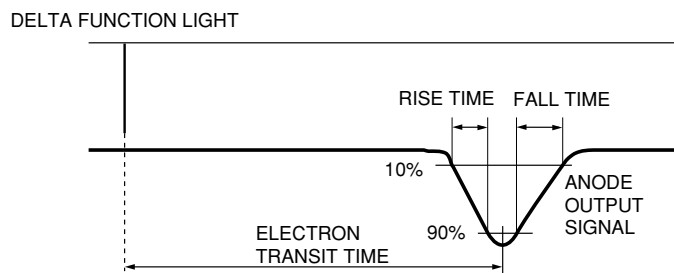 DELTA FUNCTION LIGHT
RISE TIME
FALL TIME
10%
ANODE
OUTPUT
SIGNAL
90%
ELECTRON
TRANSIT TIME